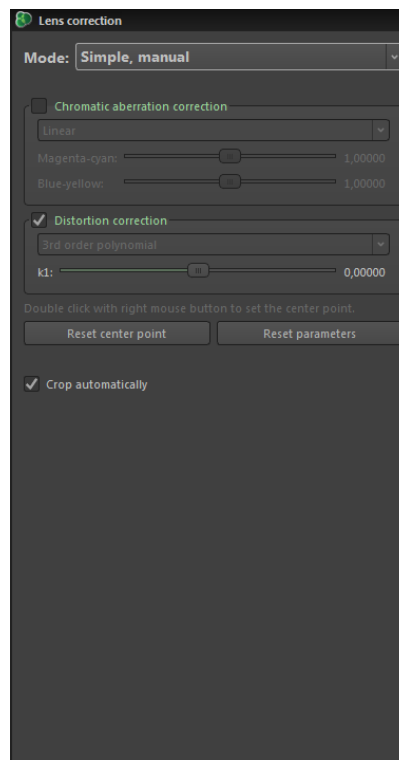 Lens correction
Mode: Simple, manual
Chromatic aberration correction
Linear
Magenta-cyan: 1,00000
Blue-yellow: 1,00000
Distortion correction
3rd order polynomial
k1: 0,00000
Double click with right mouse button to set the center point.
Reset center point Reset parameters
Crop automatically